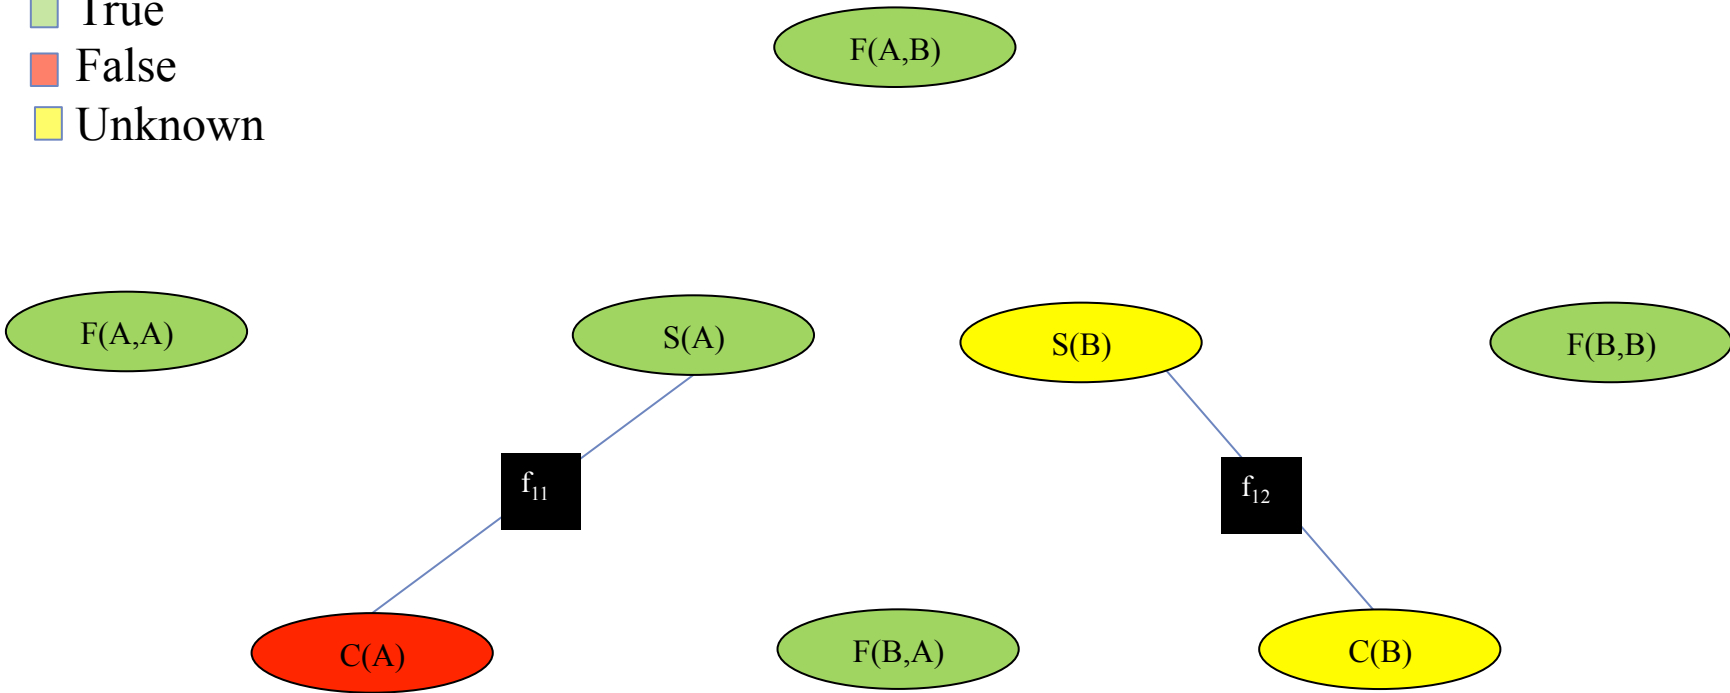 True
False
Unknown
F(A,B)
F(A,A)
S(A)
S(B)
F(B,B)
f11
f12
C(A)
F(B,A)
C(B)